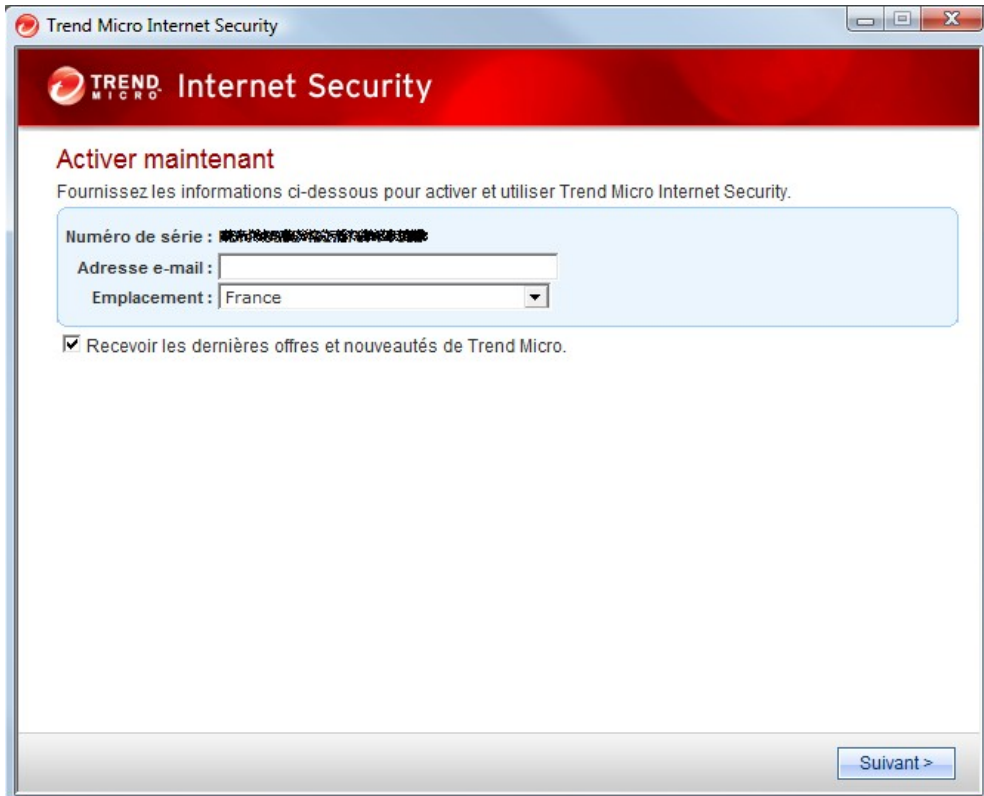 Trend Micro Internet Security
TREND MICRO Internet Security
Activer maintenant
Fournissez les informations ci-dessous pour activer et utiliser Trend Micro Internet Security.
Numéro de série :
Adresse e-mail :
Emplacement : France
Recevoir les dernières offres et nouveautés de Trend Micro.
Suivant >